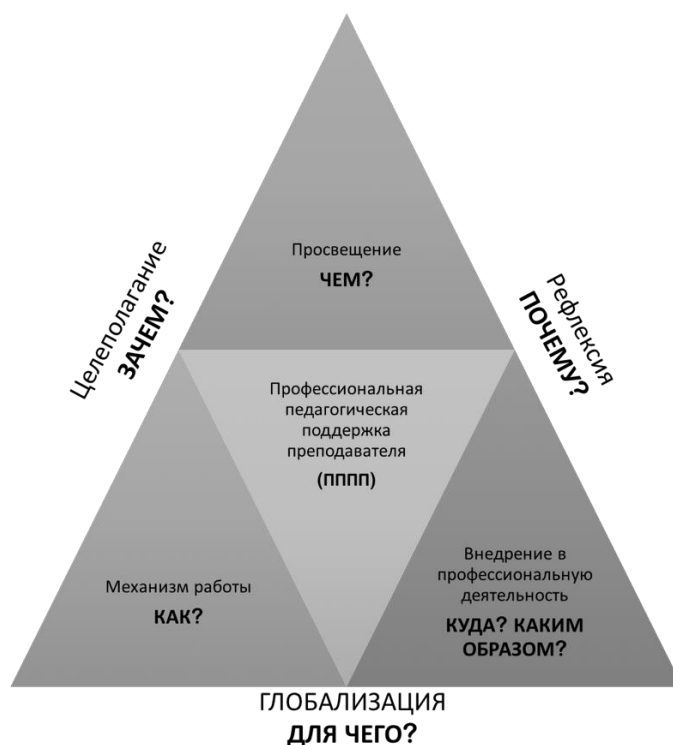 Целеполагание
ЗАЧЕМ?
Просвещение
ЧЕМ?
Рефлексия
ПОЧЕМУ?
Профессиональная
педагогическая
поддержка
преподавателя
(ПППП)
Механизм работы
КАК?
Внедрение в
профессиональную
деятельность
КУДА? КАКИМ
ОБРАЗОМ?
ГЛОБАЛИЗАЦИЯ
ДЛЯ ЧЕГО?